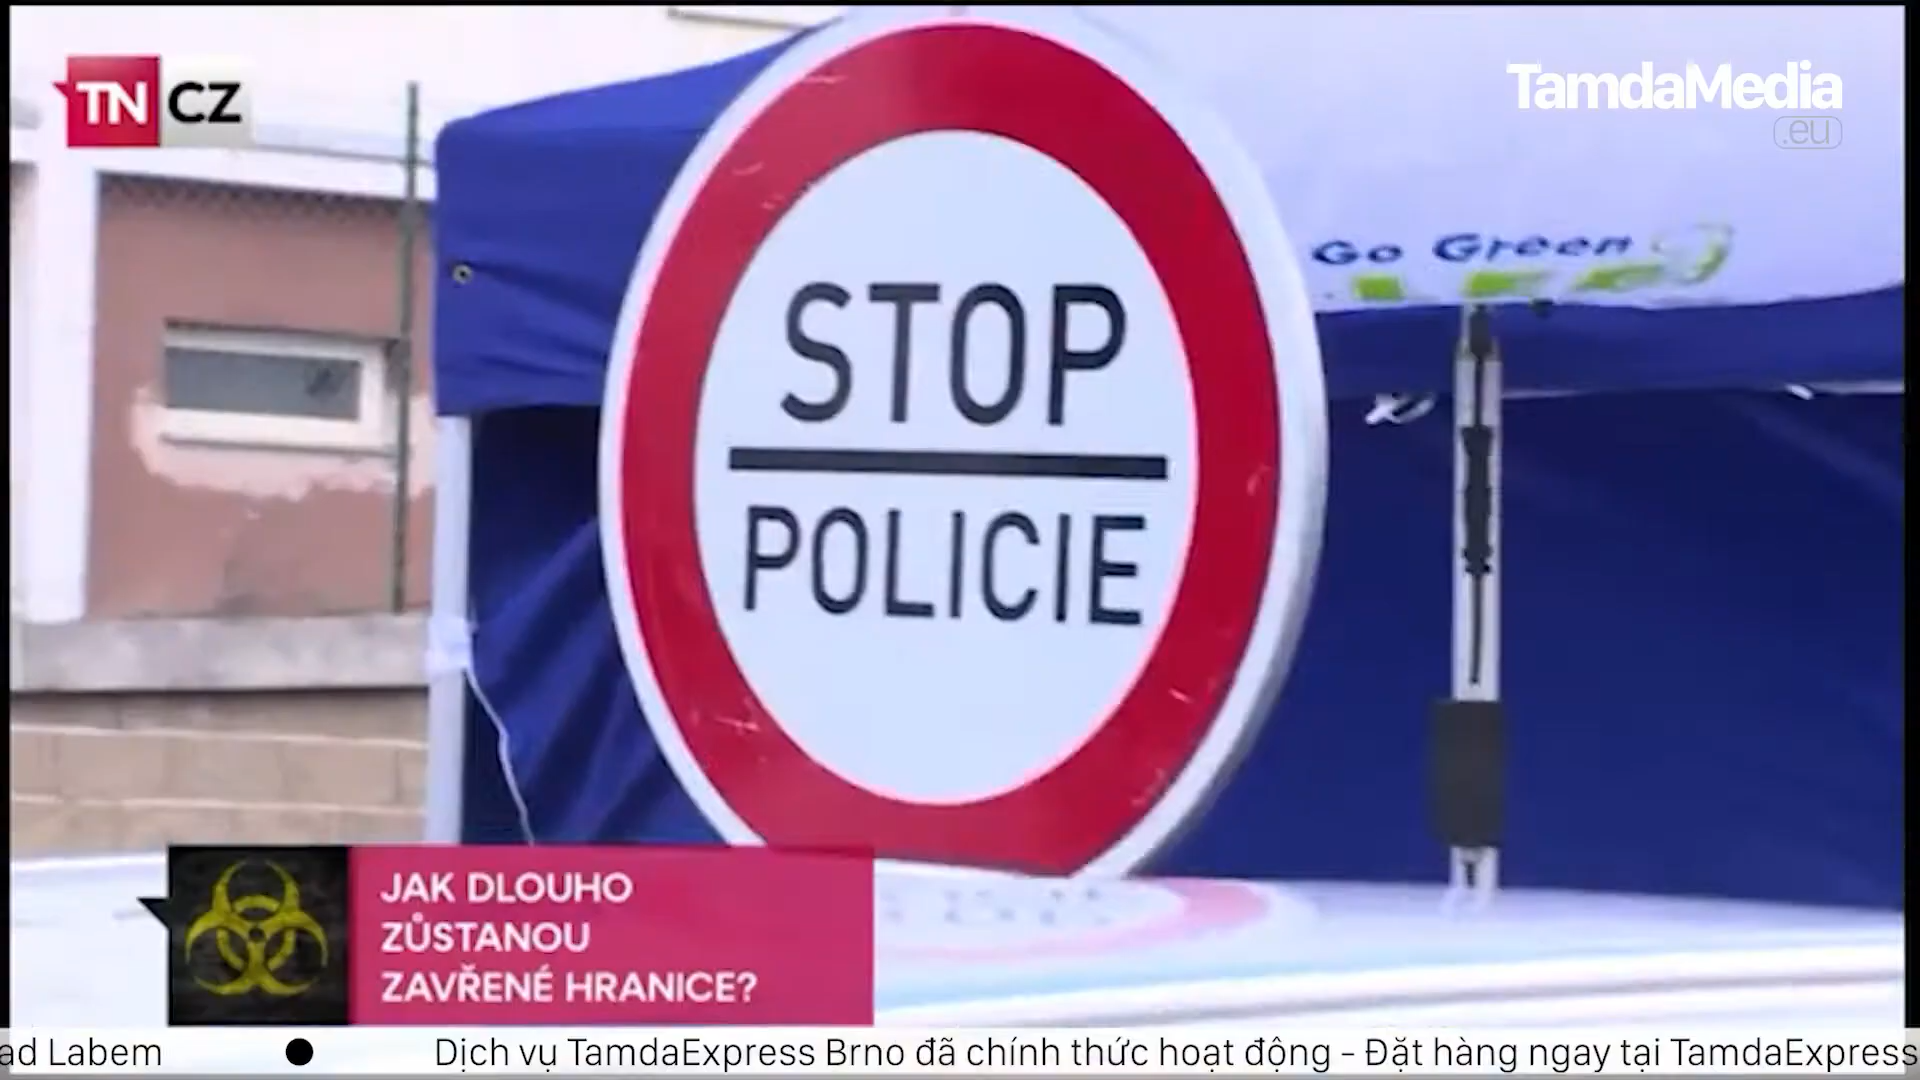 TN CZ
TamdaMedia
.eu
Go Green
STOP
POLICIE
JAK DLOUHO
ZŮSTANOU
ZAVŘENÉ HRANICE?
ad Labem ● Dịch vụ TamdaExpress Brno đã chính thức hoạt động - Đặt hàng ngay tại TamdaExpress